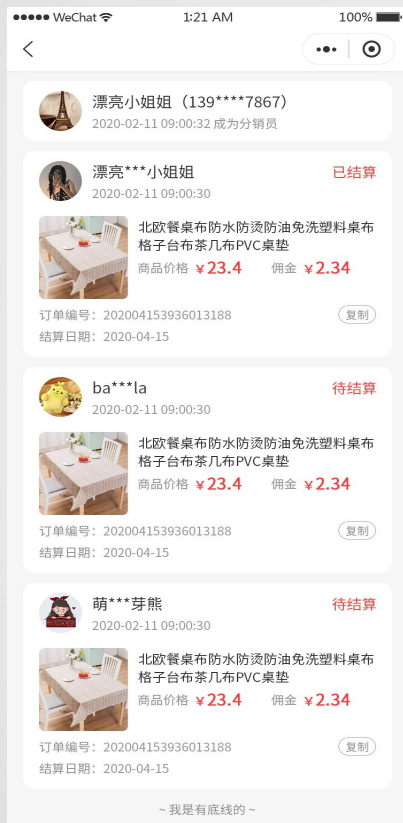 WeChat 1:21 AM 100%
漂亮小姐姐（139****7867）
2020-02-11 09:00:32 成为分销员
漂亮***小姐姐 已结算
2020-02-11 09:00:30
北欧餐桌布防水防烫防油免洗塑料桌布
格子台布茶几布PVC桌垫
商品价格 ￥23.4 佣金 ￥2.34
订单编号：202004153936013188 复制
结算日期：2020-04-15
ba***la 待结算
2020-02-11 09:00:30
北欧餐桌布防水防烫防油免洗塑料桌布
格子台布茶几布PVC桌垫
商品价格 ￥23.4 佣金 ￥2.34
订单编号：202004153936013188 复制
结算日期：2020-04-15
萌***芽熊 待结算
2020-02-11 09:00:30
北欧餐桌布防水防烫防油免洗塑料桌布
格子台布茶几布PVC桌垫
商品价格 ￥23.4 佣金 ￥2.34
订单编号：202004153936013188 复制
结算日期：2020-04-15
~ 我是有底线的 ~